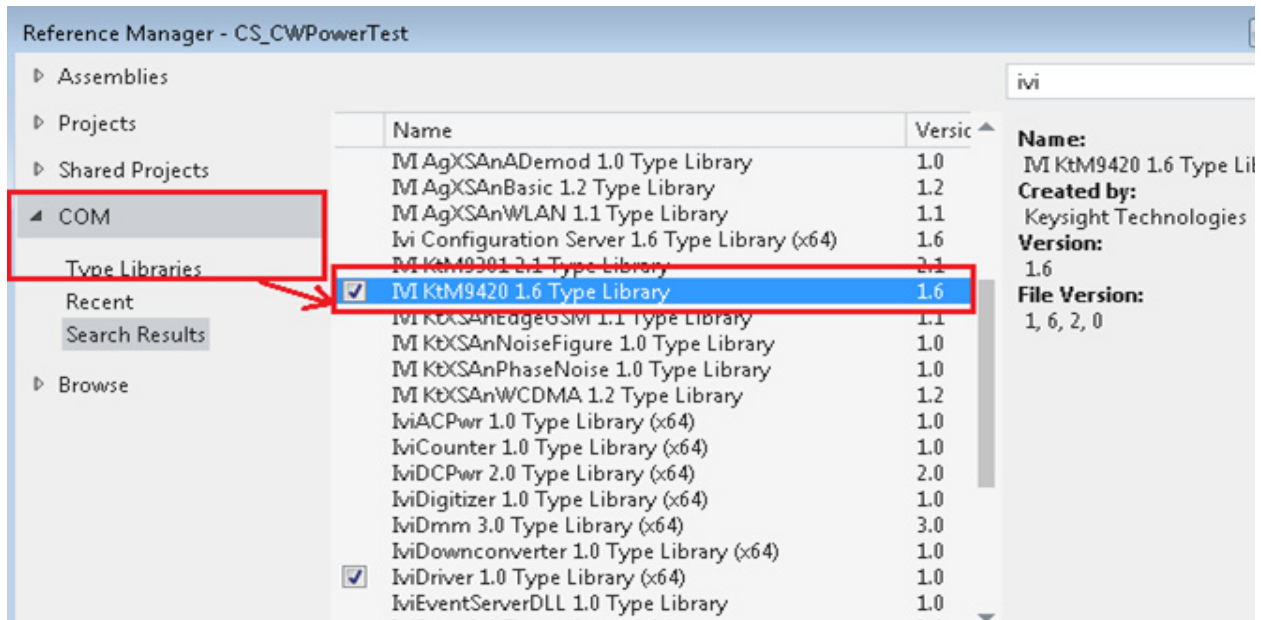 Reference Manager - CS_CWPowerTest
Assemblies
Projects
Shared Projects
COM
Type Libraries
Recent
Search Results
Browse
Name Versic
IVI AgXSAnADemod 1.0 Type Library 1.0
IVI AgXSAnBasic 1.2 Type Library 1.2
IVI AgXSAnWLAN 1.1 Type Library 1.1
Ivi Configuration Server 1.6 Type Library (x64) 1.6
IVI KtM9381 2.1 Type Library 2.1
IVI KtM9420 1.6 Type Library 1.6
IVI KtXSAnEdgeGSM 1.1 Type Library 1.1
IVI KtXSAnNoiseFigure 1.0 Type Library 1.0
IVI KtXSAnPhaseNoise 1.0 Type Library 1.0
IVI KtXSAnWCDMA 1.2 Type Library 1.2
IviACPwr 1.0 Type Library (x64) 1.0
IviCounter 1.0 Type Library (x64) 1.0
IviDCPwr 2.0 Type Library (x64) 2.0
IviDigitizer 1.0 Type Library (x64) 1.0
IviDmm 3.0 Type Library (x64) 3.0
IviDownconverter 1.0 Type Library (x64) 1.0
IviDriver 1.0 Type Library (x64) 1.0
IviEventServerDLL 1.0 Type Library 1.0
ivi
Name:
IVI KtM9420 1.6 Type Lib
Created by:
Keysight Technologies
Version:
1.6
File Version:
1, 6, 2, 0